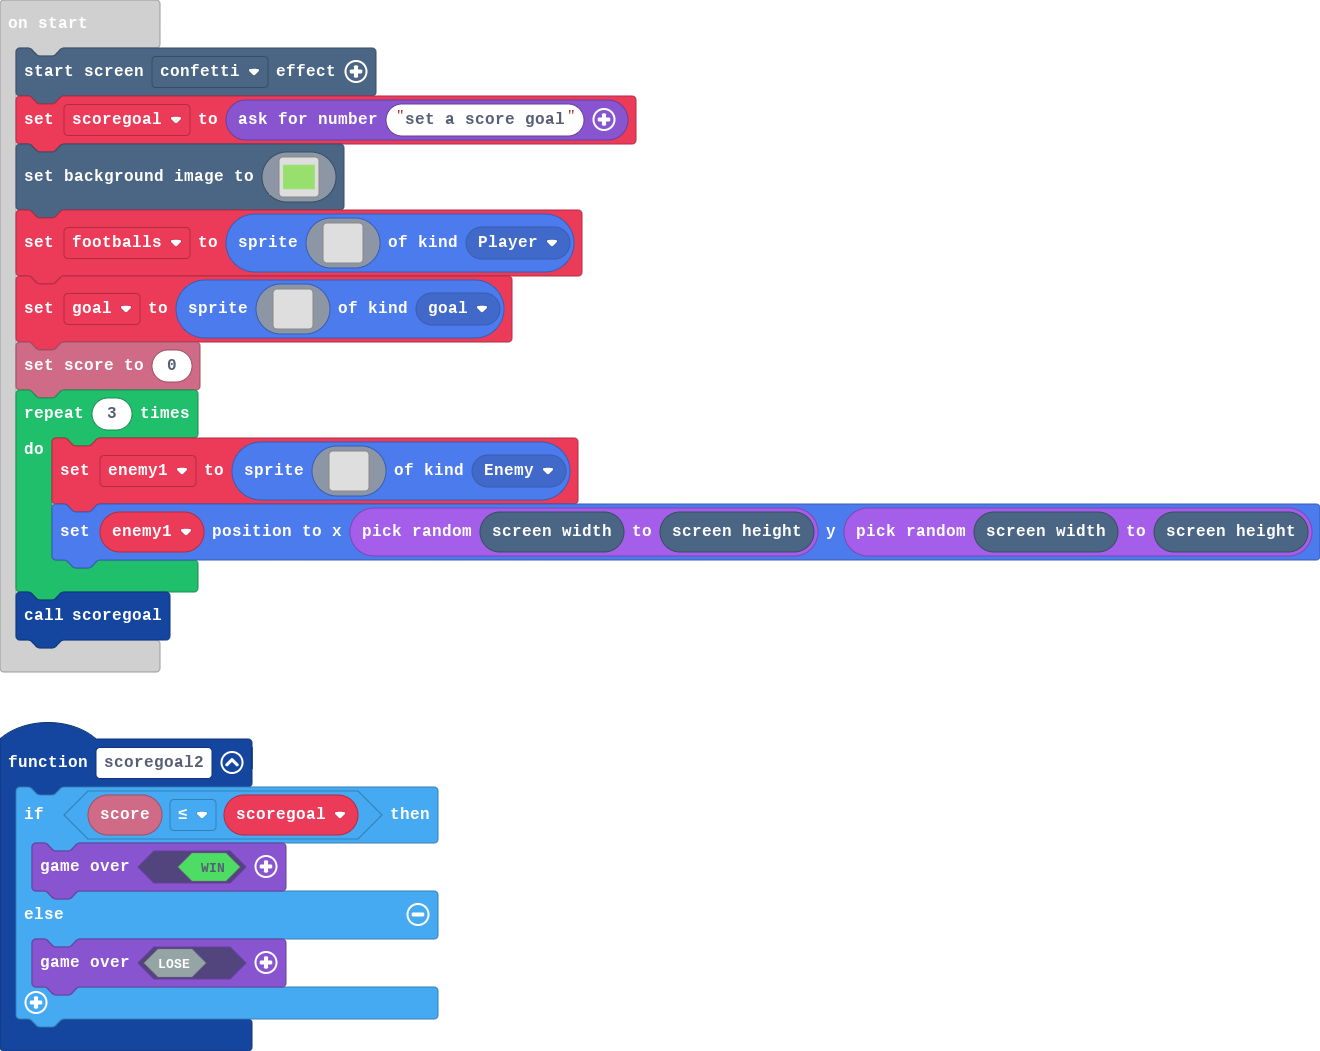 on start
start screen confetti effect
set scoregoal to ask for number "set a score goal"
set background image to
set footballs to sprite of kind Player
set goal to sprite of kind goal
set score to 0
repeat 3 times
do
set enemy1 to sprite of kind Enemy
set enemy1 position to x pick random screen width to screen height y pick random screen width to screen height
call scoregoal
function scoregoal2
if score ≤ scoregoal then
game over WIN
else
game over LOSE